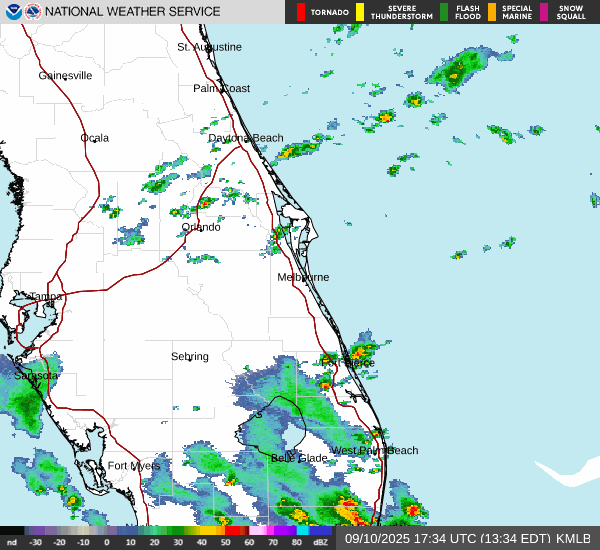 NATIONAL WEATHER SERVICE
TORNADO
SEVERE THUNDERSTORM
FLASH FLOOD
SPECIAL MARINE
SNOW SQUALL
St. Augustine
Gainesville
Palm Coast
Ocala
Daytona Beach
Orlando
Melbourne
Tampa
Sebring
Fort Pierce
Sarasota
West Palm Beach
Belle Glade
Fort Myers
nd -30 -20 -10 0 10 20 30 40 50 60 70 80 dBZ
09/10/2025 17:34 UTC (13:34 EDT) KMLB